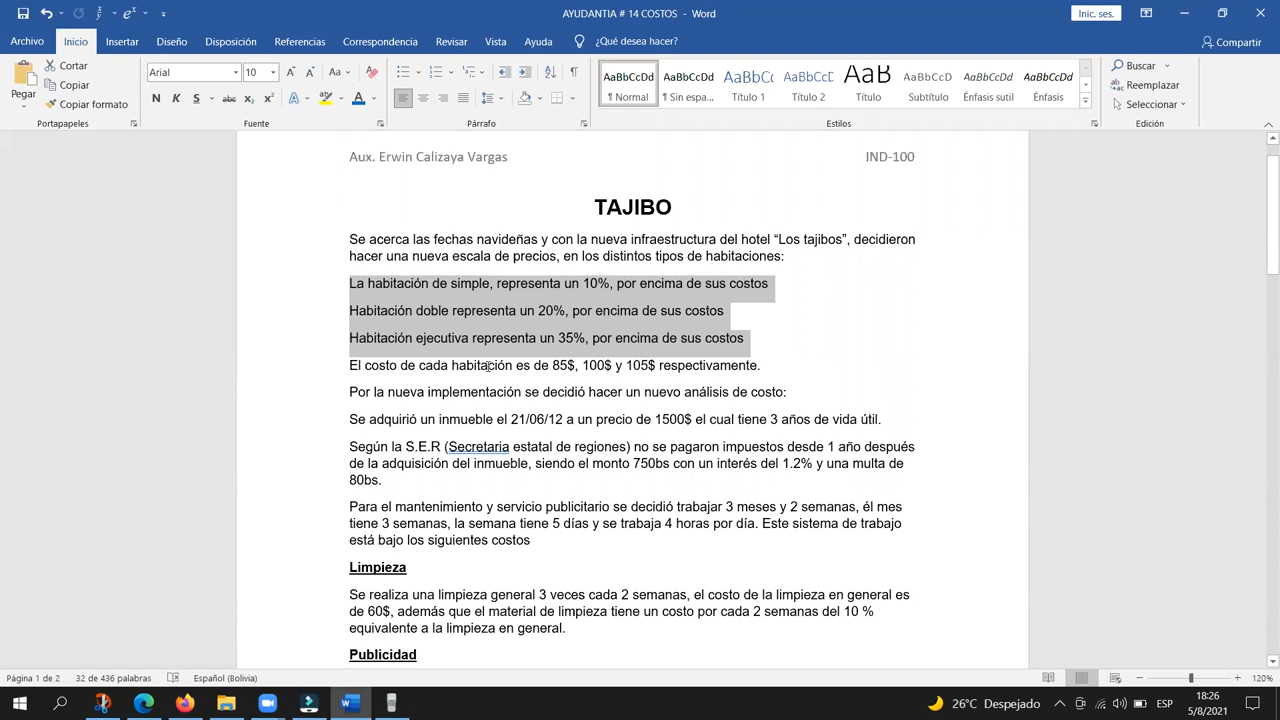 AYUDANTIA # 14 COSTOS - Word
Inic. ses.
Archivo Inicio Insertar Diseño Disposición Referencias Correspondencia Revisar Vista Ayuda ¿Qué desea hacer? Compartir
Pegar
Cortar
Copiar
Copiar formato
Portapapeles
Arial 10
Aa
N K S abc x₂ x² A A
Fuente
Párrafo
AaBbCcDd AaBbCcDd AaBbCc AaBbCcD AaB AaBbCcD AaBbCcDd AaBbCcDd
¶ Normal ¶ Sin espa... Título 1 Título 2 Título Subtítulo Énfasis sutil Énfasis
Estilos
Buscar
Reemplazar
Seleccionar
Edición
Aux. Erwin Calizaya Vargas IND-100
TAJIBO
Se acerca las fechas navideñas y con la nueva infraestructura del hotel “Los tajibos”, decidieron
hacer una nueva escala de precios, en los distintos tipos de habitaciones:
La habitación de simple, representa un 10%, por encima de sus costos
Habitación doble representa un 20%, por encima de sus costos
Habitación ejecutiva representa un 35%, por encima de sus costos
El costo de cada habitación es de 85$, 100$ y 105$ respectivamente.
Por la nueva implementación se decidió hacer un nuevo análisis de costo:
Se adquirió un inmueble el 21/06/12 a un precio de 1500$ el cual tiene 3 años de vida útil.
Según la S.E.R (Secretaria estatal de regiones) no se pagaron impuestos desde 1 año después
de la adquisición del inmueble, siendo el monto 750bs con un interés del 1.2% y una multa de
80bs.
Para el mantenimiento y servicio publicitario se decidió trabajar 3 meses y 2 semanas, él mes
tiene 3 semanas, la semana tiene 5 días y se trabaja 4 horas por día. Este sistema de trabajo
está bajo los siguientes costos
Limpieza
Se realiza una limpieza general 3 veces cada 2 semanas, el costo de la limpieza en general es
de 60$, además que el material de limpieza tiene un costo por cada 2 semanas del 10 %
equivalente a la limpieza en general.
Publicidad
Página 1 de 2 32 de 436 palabras Español (Bolivia) 120%
26°C Despejado ESP 18:26
5/8/2021